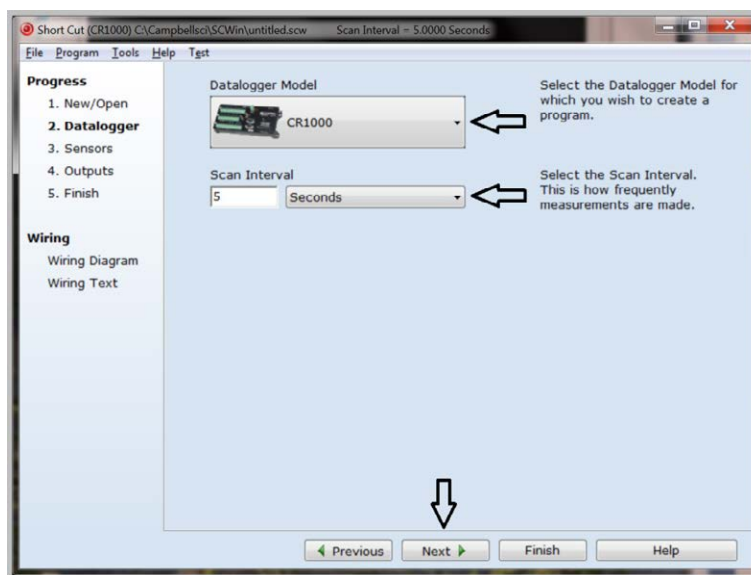 Short Cut (CR1000) C:\Campbellsci\SCWin\untitled.scw Scan Interval = 5.0000 Seconds
File Program Tools Help Test
Progress
1. New/Open
2. Datalogger
3. Sensors
4. Outputs
5. Finish
Wiring
Wiring Diagram
Wiring Text
Datalogger Model
CR1000
Select the Datalogger Model for
which you wish to create a
program.
Scan Interval
5 Seconds
Select the Scan Interval.
This is how frequently
measurements are made.
Previous Next Finish Help